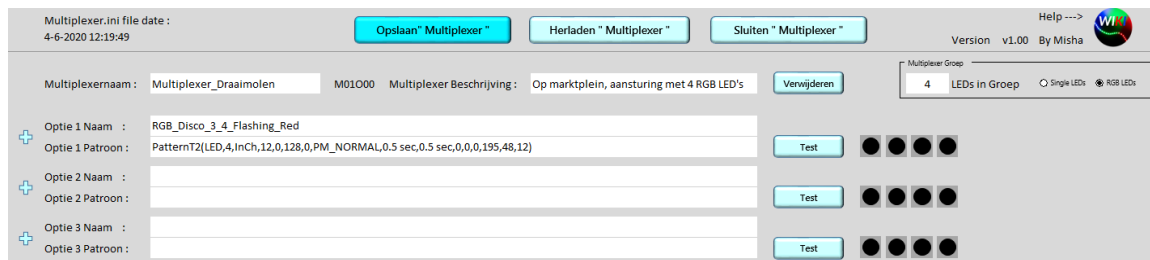 Multiplexer.ini file date :
4-6-2020 12:19:49
Opslaan" Multiplexer "
Herladen " Multiplexer "
Sluiten " Multiplexer "
Help --->
WIKI
Version v1.00 By Misha
Multiplexer Groep
Multiplexernaam : Multiplexer_Draaimolen M01O00 Multiplexer Beschrijving : Op marktplein, aansturing met 4 RGB LED's Verwijderen 4 LEDs in Groep Single LEDs RGB LEDs
Optie 1 Naam : RGB_Disco_3_4_Flashing_Red
Optie 1 Patroon : PatternT2(LED,4,InCh,12,0,128,0,PM_NORMAL,0.5 sec,0.5 sec,0,0,0,195,48,12) Test
Optie 2 Naam :
Optie 2 Patroon : Test
Optie 3 Naam :
Optie 3 Patroon : Test